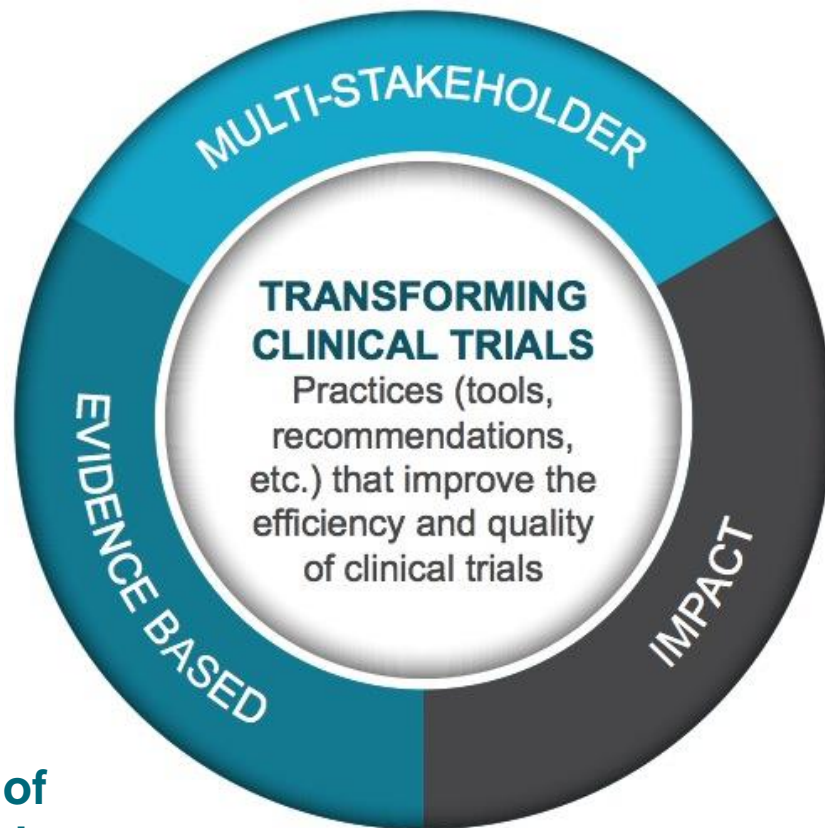 MULTI-STAKEHOLDER
TRANSFORMING
CLINICAL TRIALS
Practices (tools,
recommendations,
etc.) that improve the
efficiency and quality
of clinical trials
EVIDENCE BASED
IMPACT
of